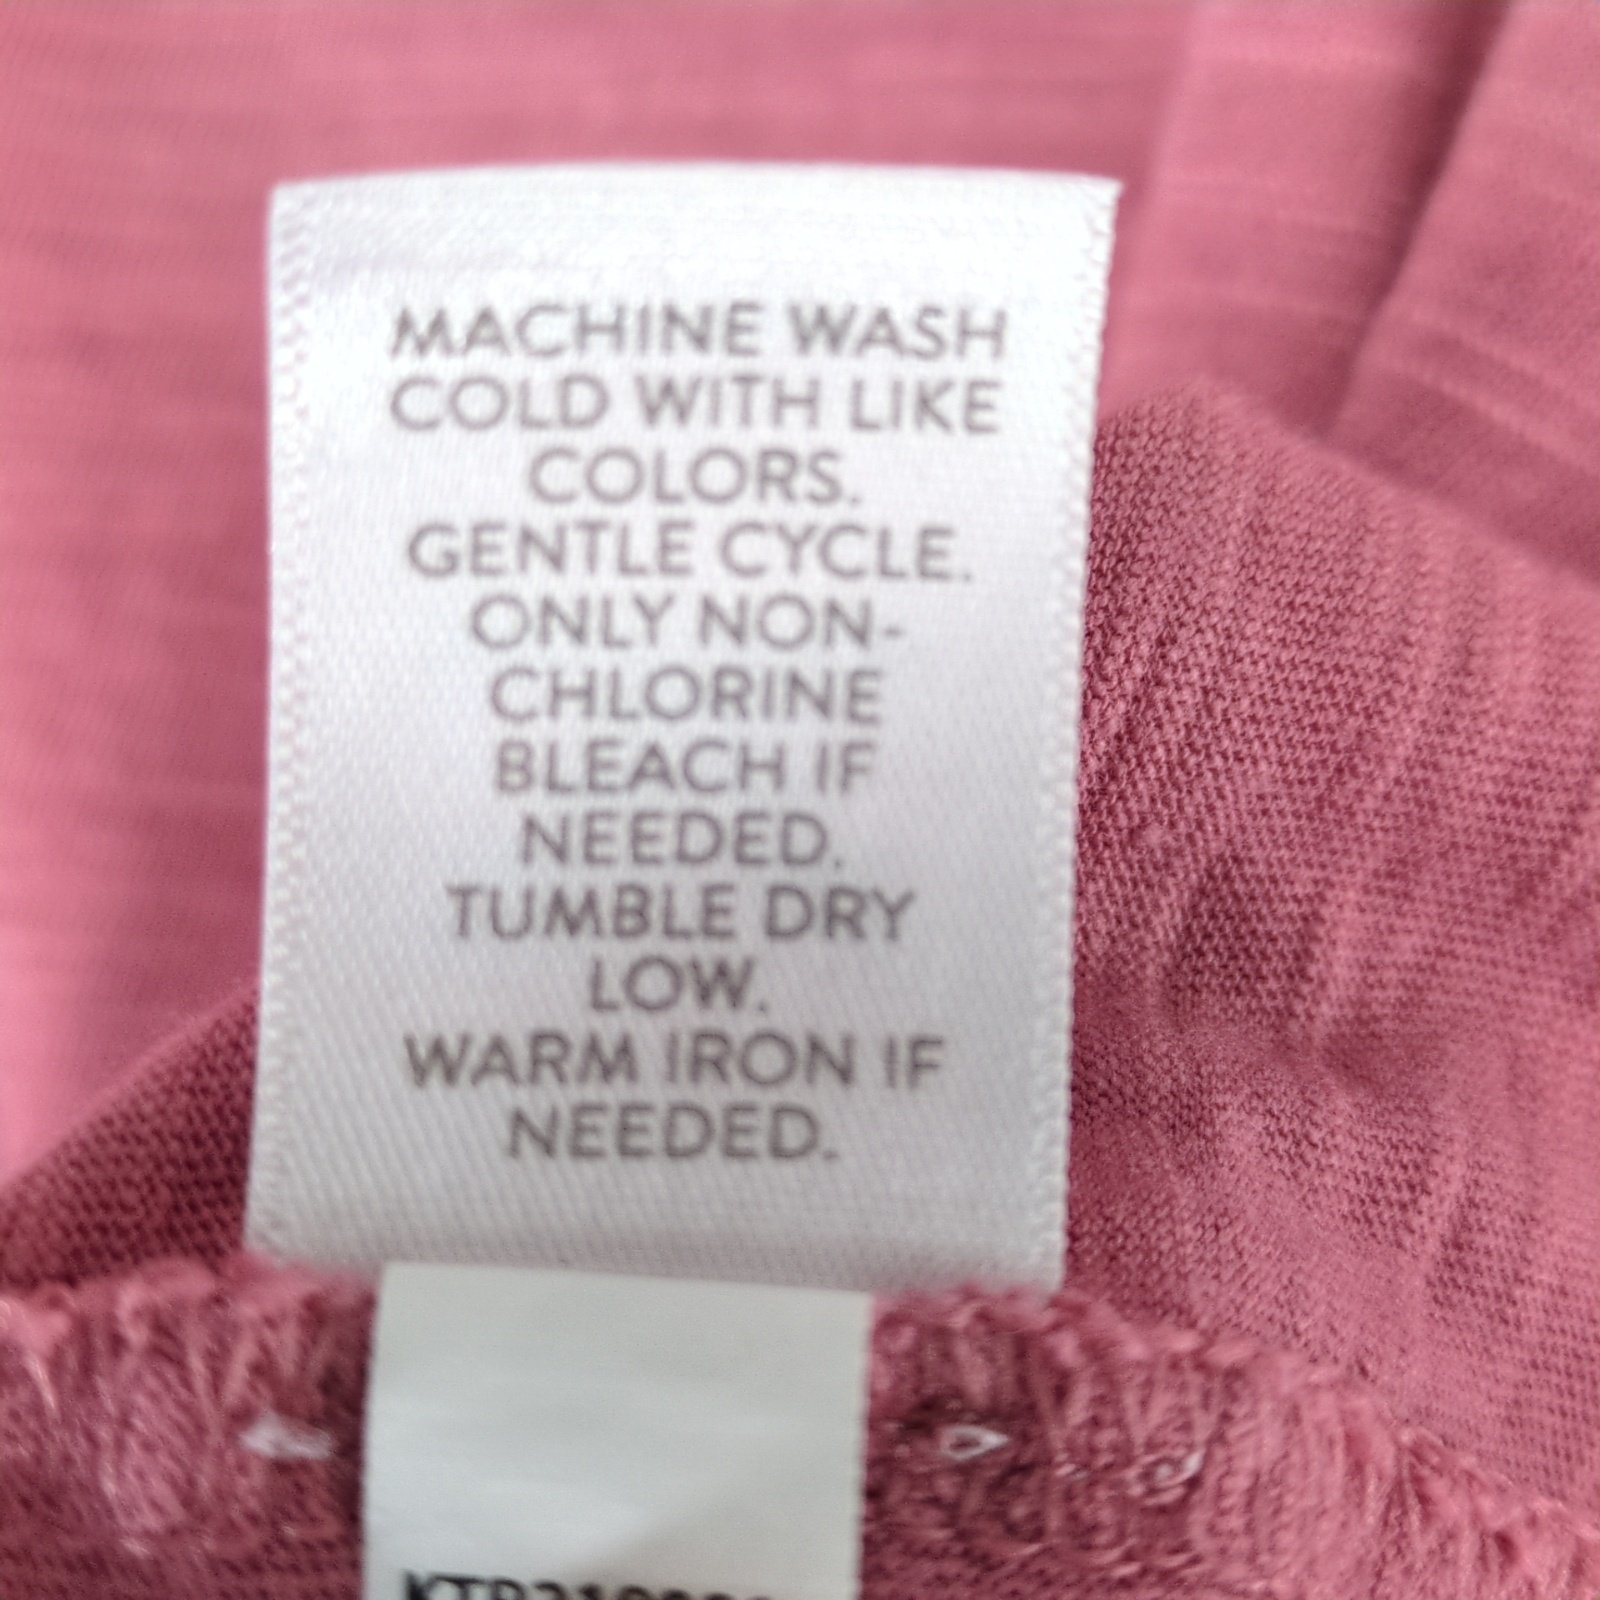 MACHINE WASH
COLD WITH LIKE
COLORS.
GENTLE CYCLE.
ONLY NON-
CHLORINE
BLEACH IF
NEEDED.
TUMBLE DRY
LOW.
WARM IRON IF
NEEDED.